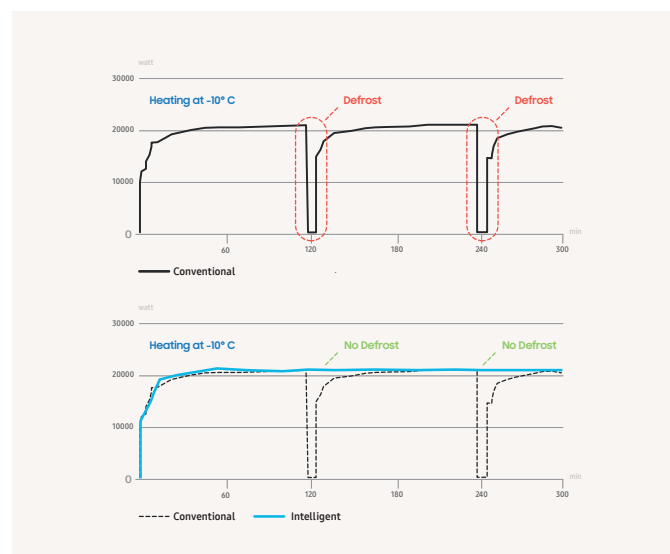 watt
30000
Heating at -10° C
Defrost
Defrost
20000
10000
0
min
60
120
180
240
300
Conventional
watt
30000
Heating at -10° C
No Defrost
No Defrost
20000
10000
0
min
60
120
180
240
300
Conventional
Intelligent